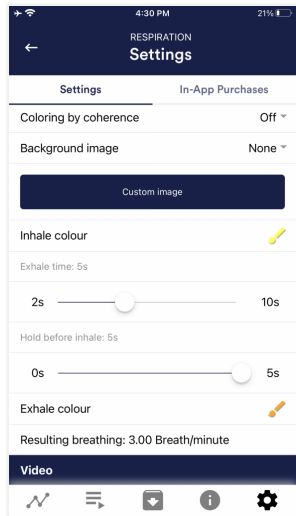 4:30 PM
21%
RESPIRATION
Settings
Settings In-App Purchases
Coloring by coherence Off
Background image None
Custom image
Inhale colour
Exhale time: 5s
2s 10s
Hold before inhale: 5s
0s 5s
Exhale colour
Resulting breathing: 3.00 Breath/minute
Video